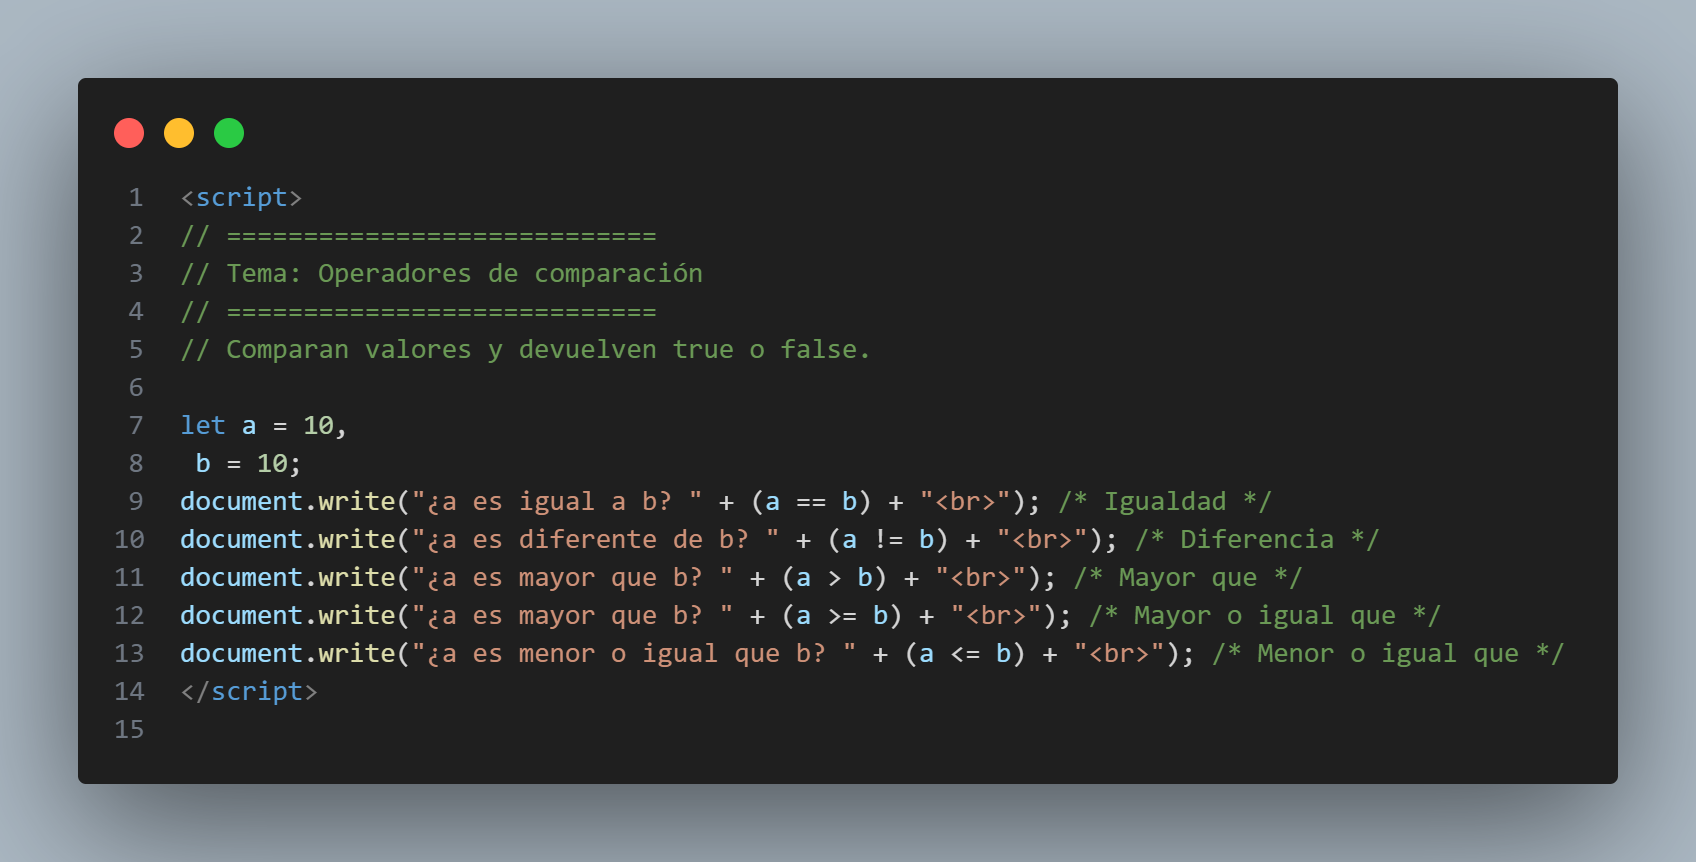 1 <script>
2 // ============================
3 // Tema: Operadores de comparación
4 // ============================
5 // Comparan valores y devuelven true o false.
6
7 let a = 10,
8  b = 10;
9 document.write("¿a es igual a b? " + (a == b) + "<br>"); /* Igualdad */
10 document.write("¿a es diferente de b? " + (a != b) + "<br>"); /* Diferencia */
11 document.write("¿a es mayor que b? " + (a > b) + "<br>"); /* Mayor que */
12 document.write("¿a es mayor que b? " + (a >= b) + "<br>"); /* Mayor o igual que */
13 document.write("¿a es menor o igual que b? " + (a <= b) + "<br>"); /* Menor o igual que */
14 </script>
15